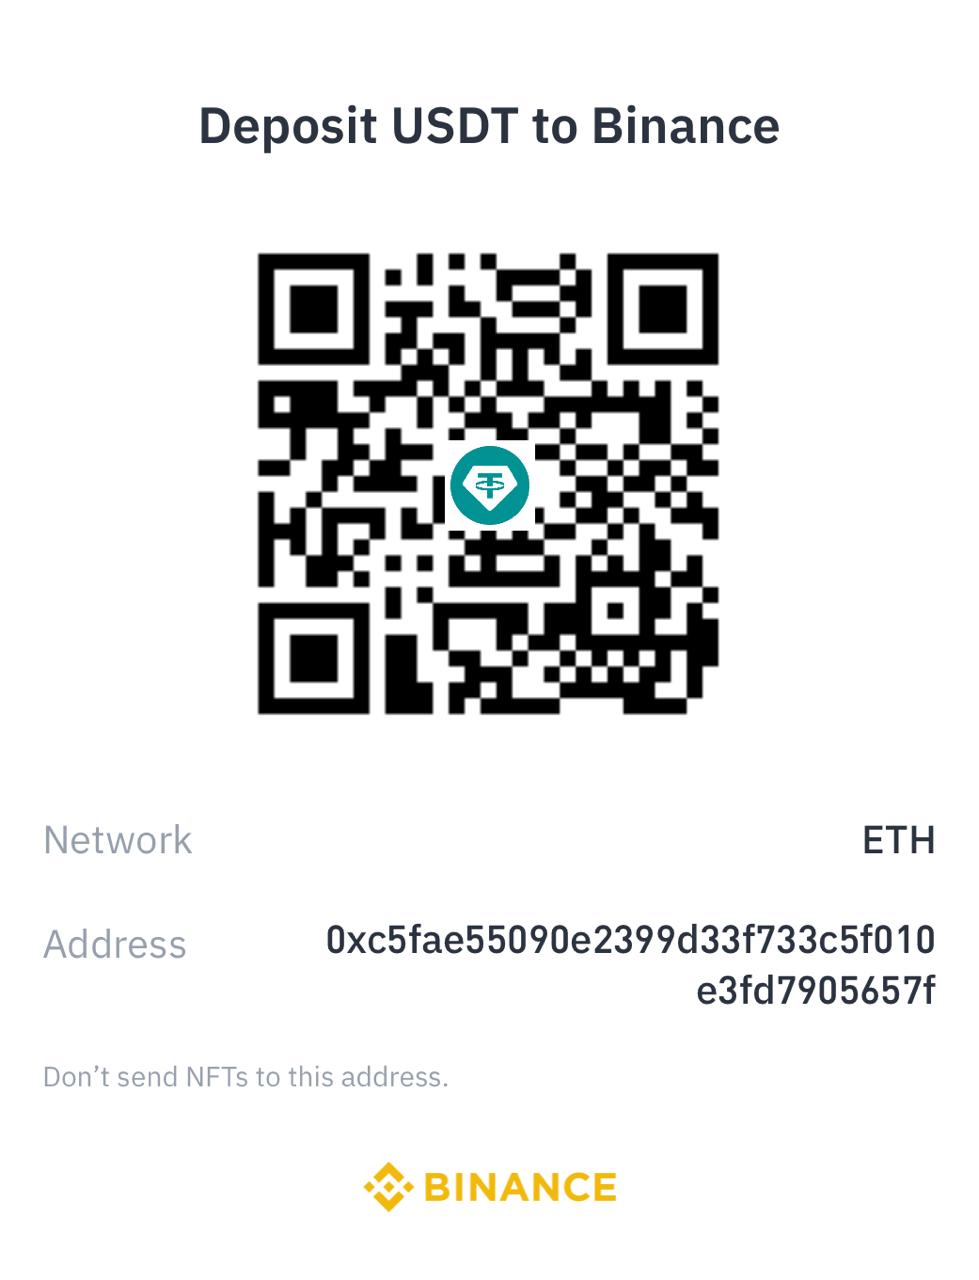 Deposit USDT to Binance
Network
ETH
Address
0xc5fae55090e2399d33f733c5f010
e3fd7905657f
Don’t send NFTs to this address.
BINANCE